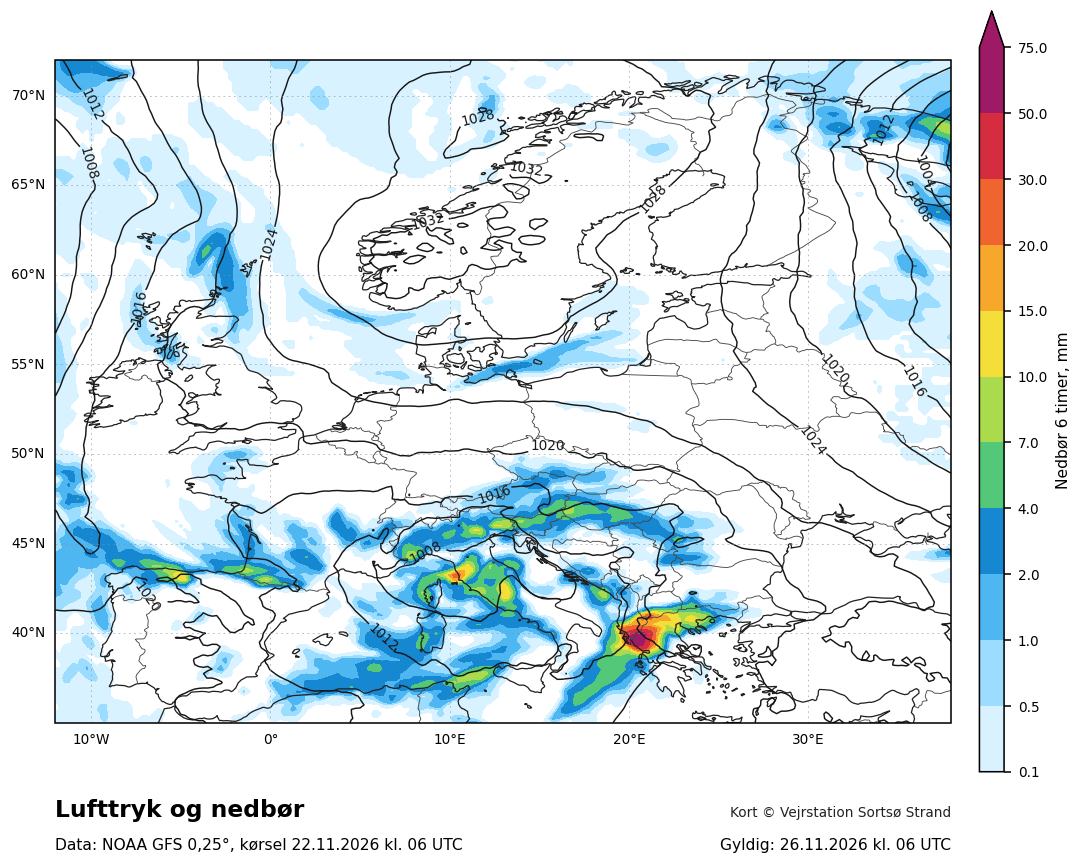 75.0
50.0
30.0
20.0
15.0
10.0
7.0
4.0
2.0
1.0
0.5
0.1
Nedbør 6 timer, mm
70°N
65°N
60°N
55°N
50°N
45°N
40°N
10°W
0°
10°E
20°E
30°E
1012
1008
1016
1024
1028
1032
1032
1028
1012
1004
1008
1020
1016
1024
1020
1016
1008
1020
1012
Lufttryk og nedbør
Kort © Vejrstation Sortsø Strand
Data: NOAA GFS 0,25°, kørsel 22.11.2026 kl. 06 UTC
Gyldig: 26.11.2026 kl. 06 UTC